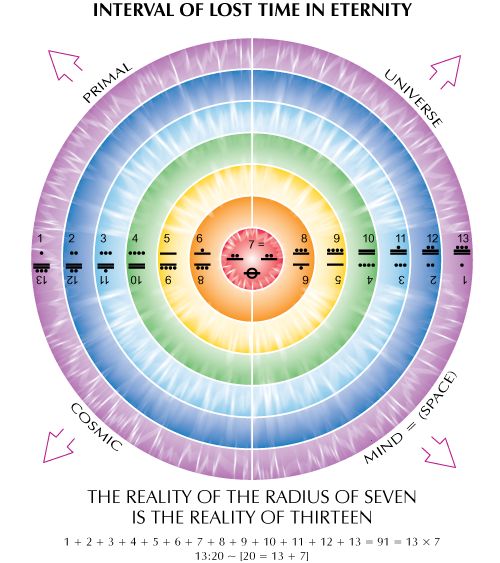 INTERVAL OF LOST TIME IN ETERNITY
PRIMAL
UNIVERSE
1 2 3 4 5 6 7 = 8 9 10 11 12 13
13 12 11 10 9 8 6 5 4 3 2 1
COSMIC
MIND = (SPACE)
THE REALITY OF THE RADIUS OF SEVEN
IS THE REALITY OF THIRTEEN
1 + 2 + 3 + 4 + 5 + 6 + 7 + 8 + 9 + 10 + 11 + 12 + 13 = 91 = 13 × 7
13:20 ~ [20 = 13 + 7]